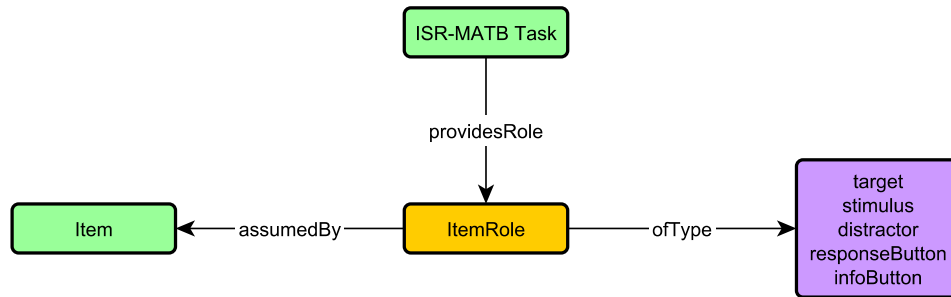 ISR-MATB Task
providesRole
Item
assumedBy
ItemRole
ofType
target
stimulus
distractor
responseButton
infoButton